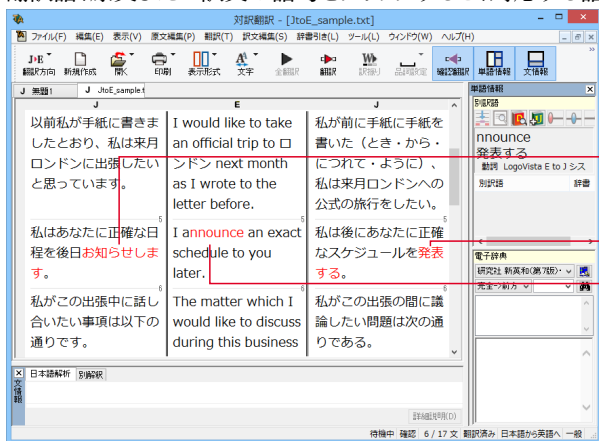 対訳翻訳 - [JtoE_sample.txt]
ファイル(F) 編集(E) 表示(V) 原文編集(P) 翻訳(T) 訳文編集(S) 辞書引き(L) ツール(L) ウィンドウ(W) ヘルプ(H)
J▸E
翻訳方向 新規作成 開く 印刷 表示形式 文字 全翻訳 翻訳 訳振り 品詞設定 確認翻訳 単語情報 文情報
J 無題1 J JtoE_sample.t
J E J
以前私が手紙に書きま
したとおり、私は来月
ロンドンに出張したい
と思っています。
5
I would like to take
an official trip to ロ
ンドン next month
as I wrote to the
letter before.
5
私が前に手紙に手紙を
書いた（とき・から・
につれて・ように）、
私は来月ロンドンへの
公式の旅行をしたい。
5
私はあなたに正確な日
程を後日お知らせしま
す。
6
I announce an exact
schedule to you
later.
6
私は後にあなたに正確
なスケジュールを発表
する。
6
私がこの出張中に話し
合いたい事項は以下の
通りです。
The matter which I
would like to discuss
during this business
私がこの出張の間に議
論したい問題は次の通
りである。
単語情報
別訳語
nnounce
発表する
動詞 LogoVista E to J シス
別訳語 辞書
電子辞典
研究社 新英和(第7版)・
完全->前方
文情報
日本語解析 別解釈
詳細説明(D)
待機中 確認 6 / 17 文 翻訳済み 日本語から英語へ 一般